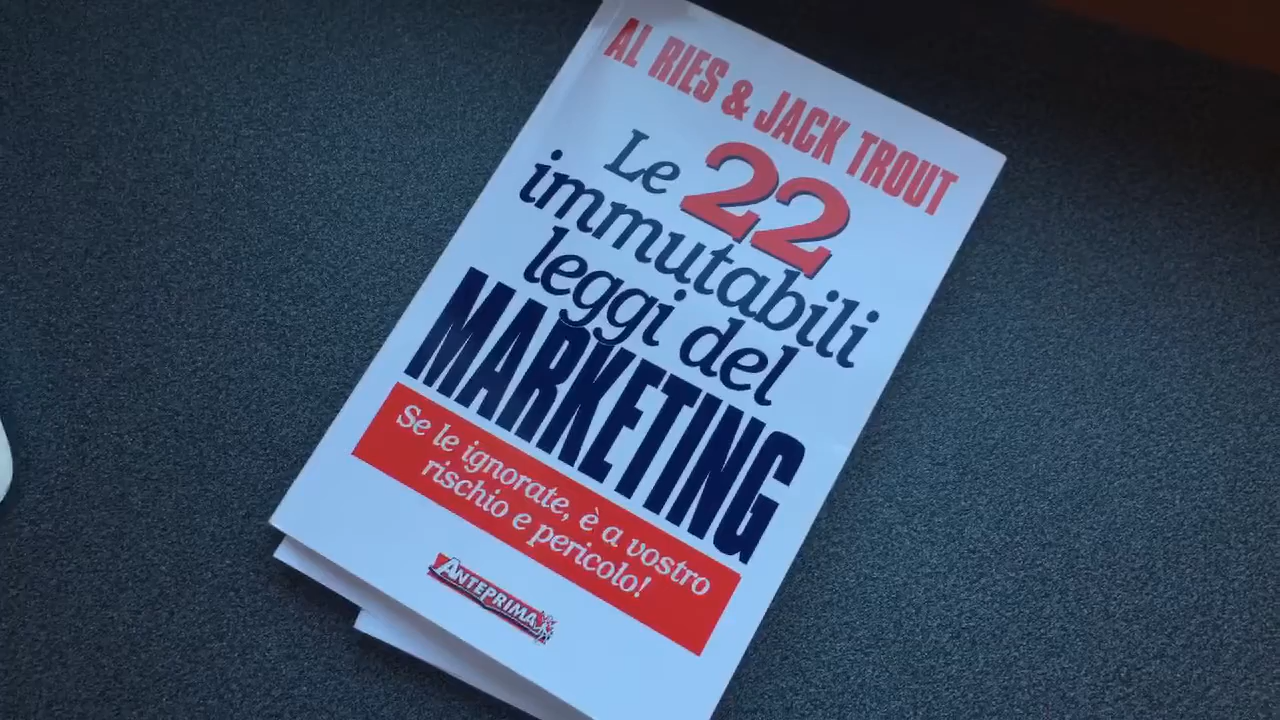 AL RIES & JACK TROUT
Le 22
immutabili
leggi del
MARKETING
Se le ignorate, è a vostro
rischio e pericolo!
ANTEPRIMA